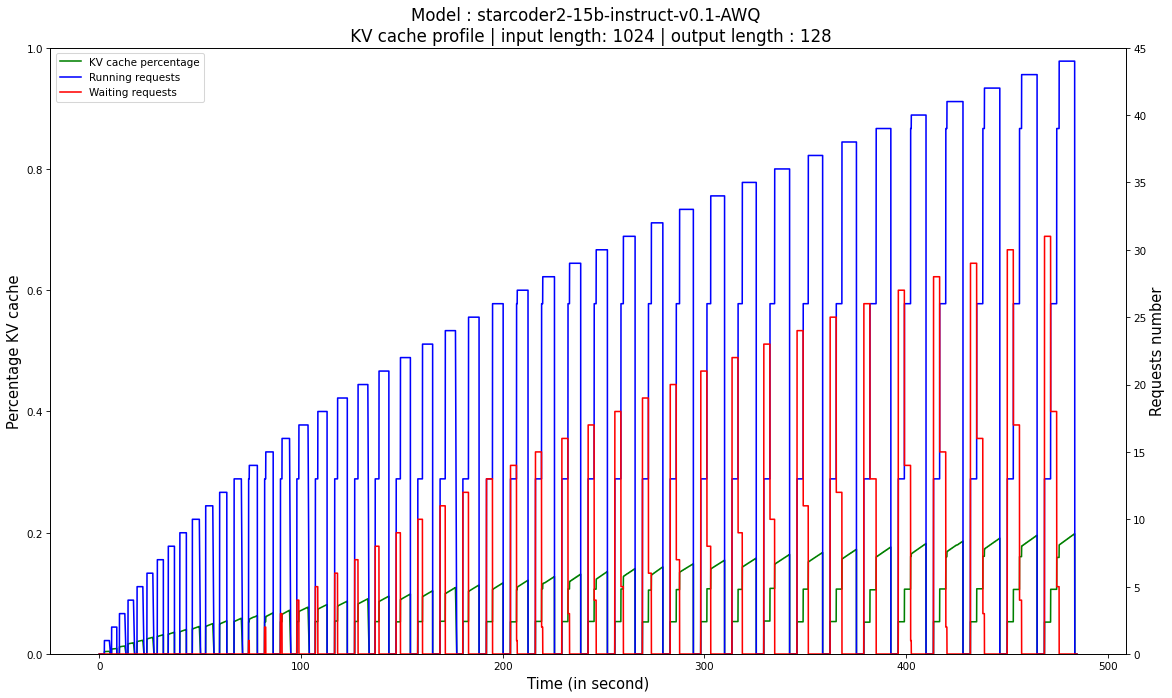 Model : starcoder2-15b-instruct-v0.1-AWQ
KV cache profile | input length: 1024 | output length : 128
KV cache percentage
Running requests
Waiting requests
Percentage KV cache
1.0
0.8
0.6
0.4
0.2
0.0
45
40
35
30
25
20
15
10
5
0
Requests number
0 100 200 300 400 500
Time (in second)